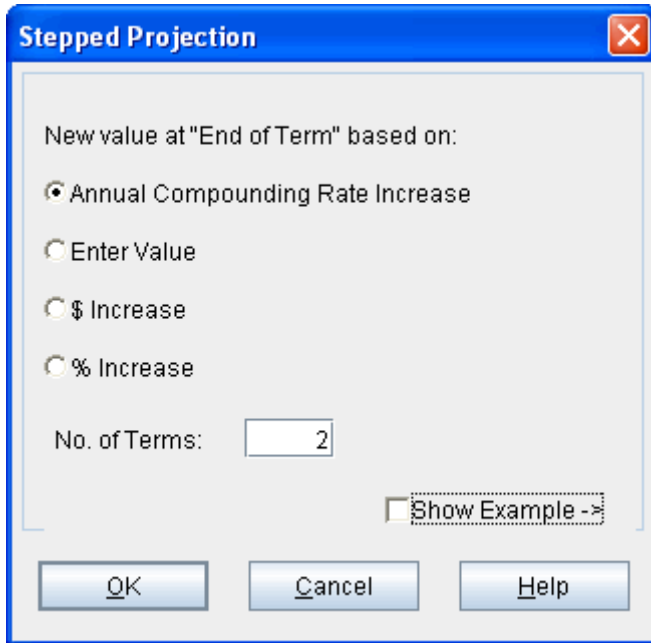 Stepped Projection
New value at "End of Term" based on:
Annual Compounding Rate Increase
Enter Value
$ Increase
% Increase
No. of Terms: 2
Show Example ->
OK Cancel Help